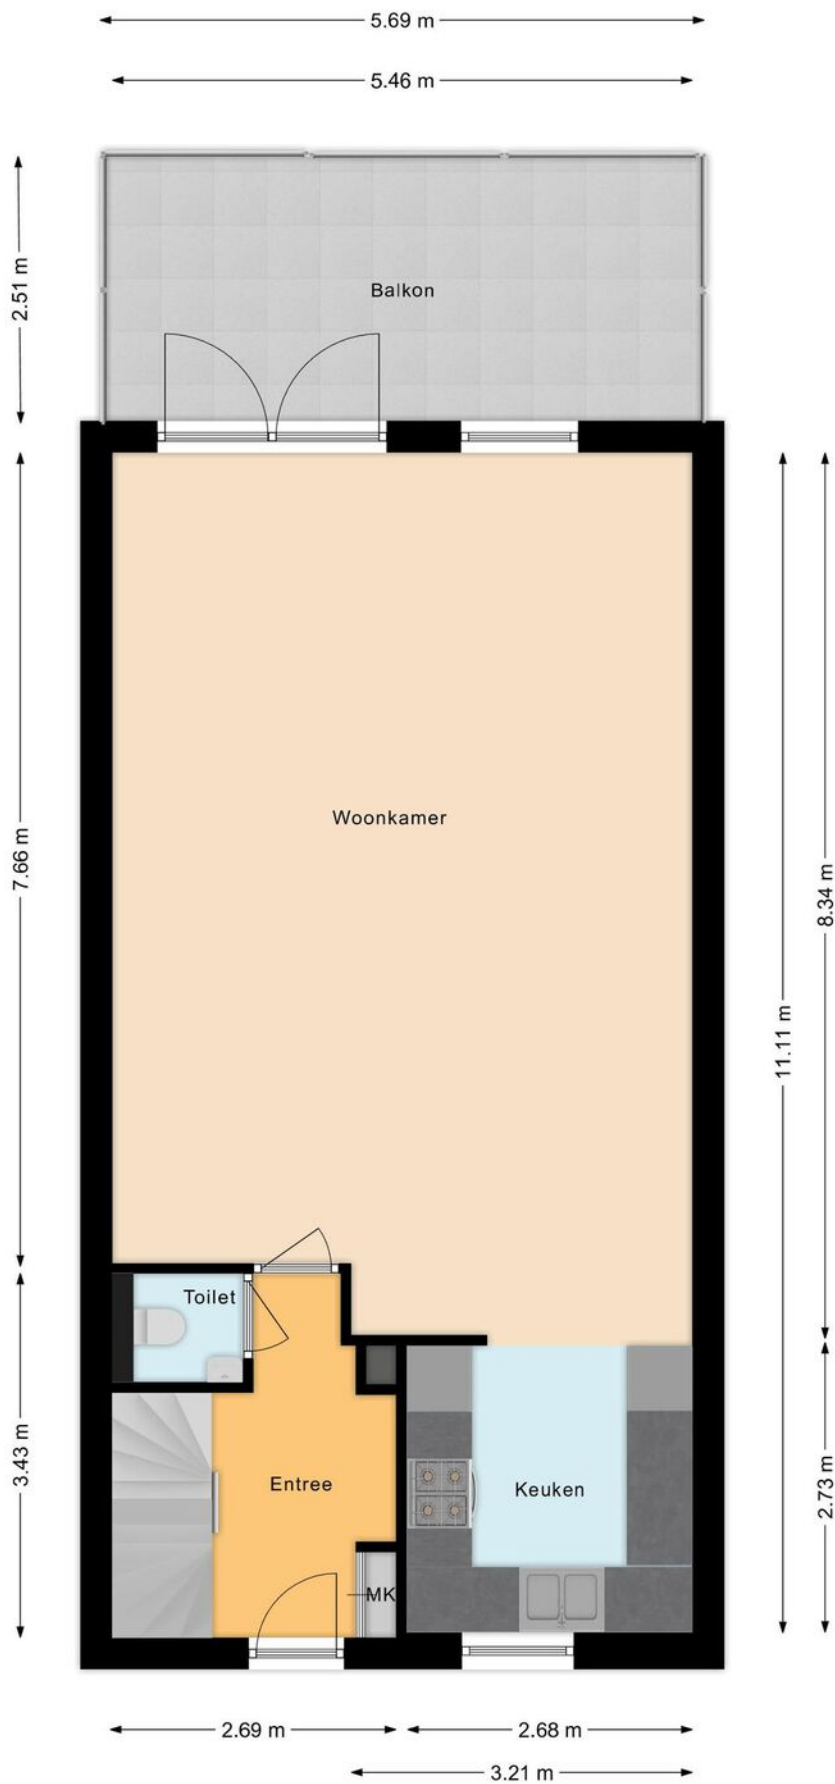 5.69 m
5.46 m
2.51 m
Balkon
7.66 m
Woonkamer
8.34 m
11.11 m
Toilet
3.43 m
Entree
Keuken
2.73 m
MK
2.69 m
2.68 m
3.21 m